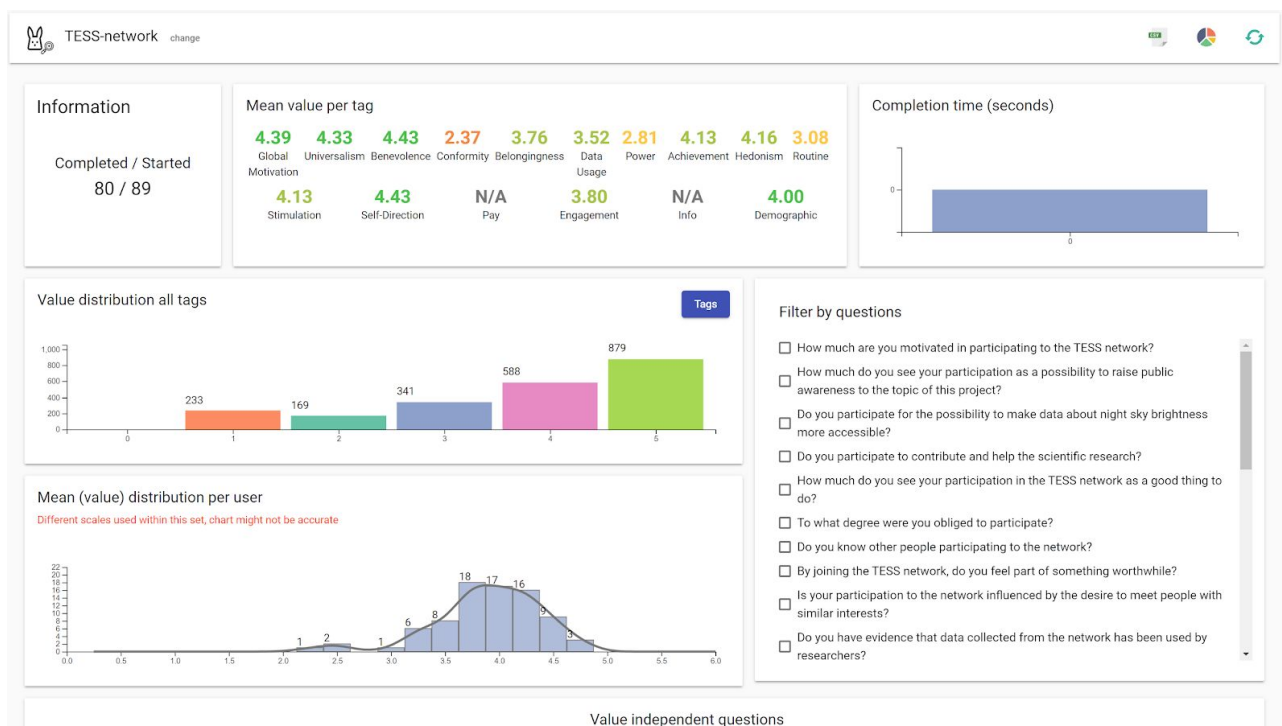 TESS-network change
CSV
Information
Completed / Started
80 / 89
Mean value per tag
4.39 4.33 4.43 2.37 3.76 3.52 2.81 4.13 4.16 3.08
Global Universalism Benevolence Conformity Belongingness Data Power Achievement Hedonism Routine
Motivation Usage
4.13 4.43 N/A 3.80 N/A 4.00
Stimulation Self-Direction Pay Engagement Info Demographic
Completion time (seconds)
0
0
Value distribution all tags
Tags
1,000
800
600
400
200
0
233 169 341 588 879
0 1 2 3 4 5
Mean (value) distribution per user
Different scales used within this set, chart might not be accurate
22
20
18
16
14
12
10
8
6
4
2
0
1 2 1 6 8 18 17 16 9 3
0.0 0.5 1.0 1.5 2.0 2.5 3.0 3.5 4.0 4.5 5.0 5.5 6.0
Filter by questions
How much are you motivated in participating to the TESS network?
How much do you see your participation as a possibility to raise public
awareness to the topic of this project?
Do you participate for the possibility to make data about night sky brightness
more accessible?
Do you participate to contribute and help the scientific research?
How much do you see your participation in the TESS network as a good thing to
do?
To what degree were you obliged to participate?
Do you know other people participating to the network?
By joining the TESS network, do you feel part of something worthwhile?
Is your participation to the network influenced by the desire to meet people with
similar interests?
Do you have evidence that data collected from the network has been used by
researchers?
Value independent questions